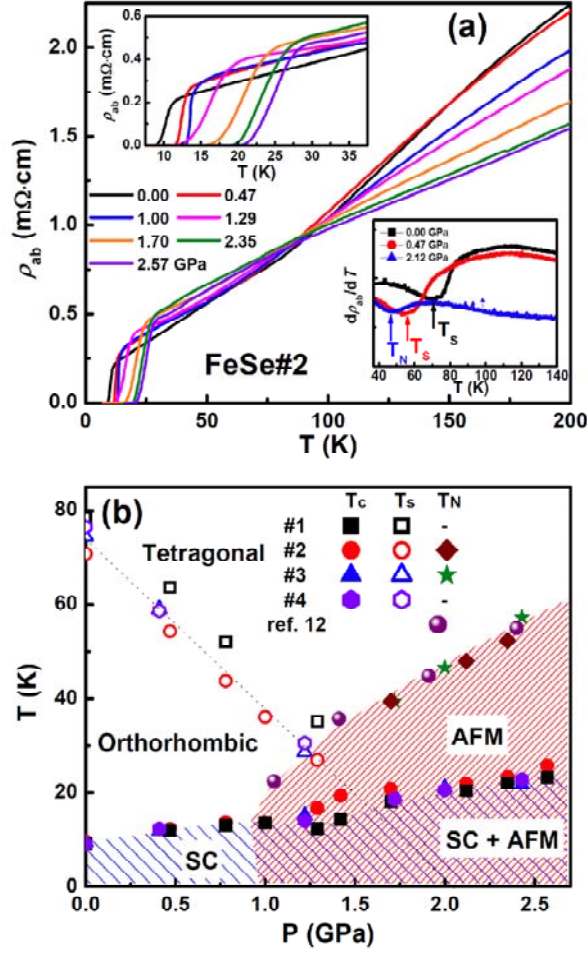 (a)
ρab (mΩ·cm)
2.0
1.5
1.0
0.5
0.0
0
50
75
100
125
150
175
200
T (K)
FeSe#2
0.00
0.47
1.00
1.29
1.70
2.35
2.57 GPa
ρab (mΩ·cm)
0.6
0.4
0.2
0.0
10
15
20
25
30
35
T (K)
dρab/dT
0.00 GPa
0.47 GPa
2.12 GPa
TN
TS
TS
40
60
80
100
120
140
T (K)
(b)
T (K)
80
60
40
20
0
Tc Ts TN
#1 -
#2
#3
#4 -
ref. 12
Tetragonal
Orthorhombic
AFM
SC
SC + AFM
0.0
0.5
1.0
1.5
2.0
2.5
P (GPa)